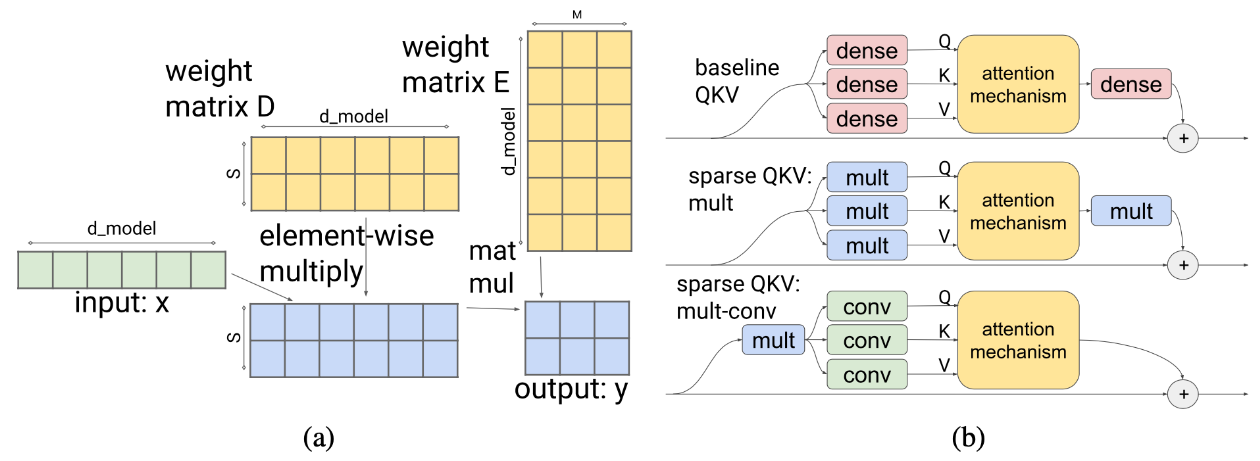 weight
matrix D
d_model
S
d_model
input: x
element-wise
multiply
S
weight
matrix E
M
d_model
mat
mul
output: y
(a)
baseline
QKV
dense
dense
dense
Q
K
V
attention
mechanism
dense
+
sparse QKV:
mult
mult
mult
mult
Q
K
V
attention
mechanism
mult
+
sparse QKV:
mult-conv
mult
conv
conv
conv
Q
K
V
attention
mechanism
+
(b)